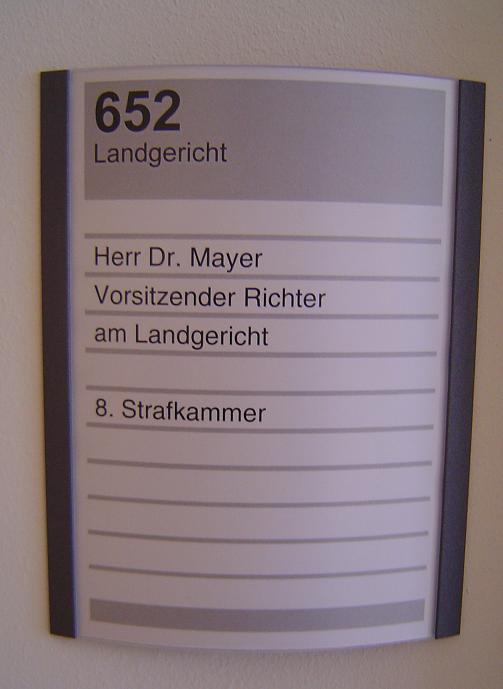 652
Landgericht
Herr Dr. Mayer
Vorsitzender Richter
am Landgericht
8. Strafkammer